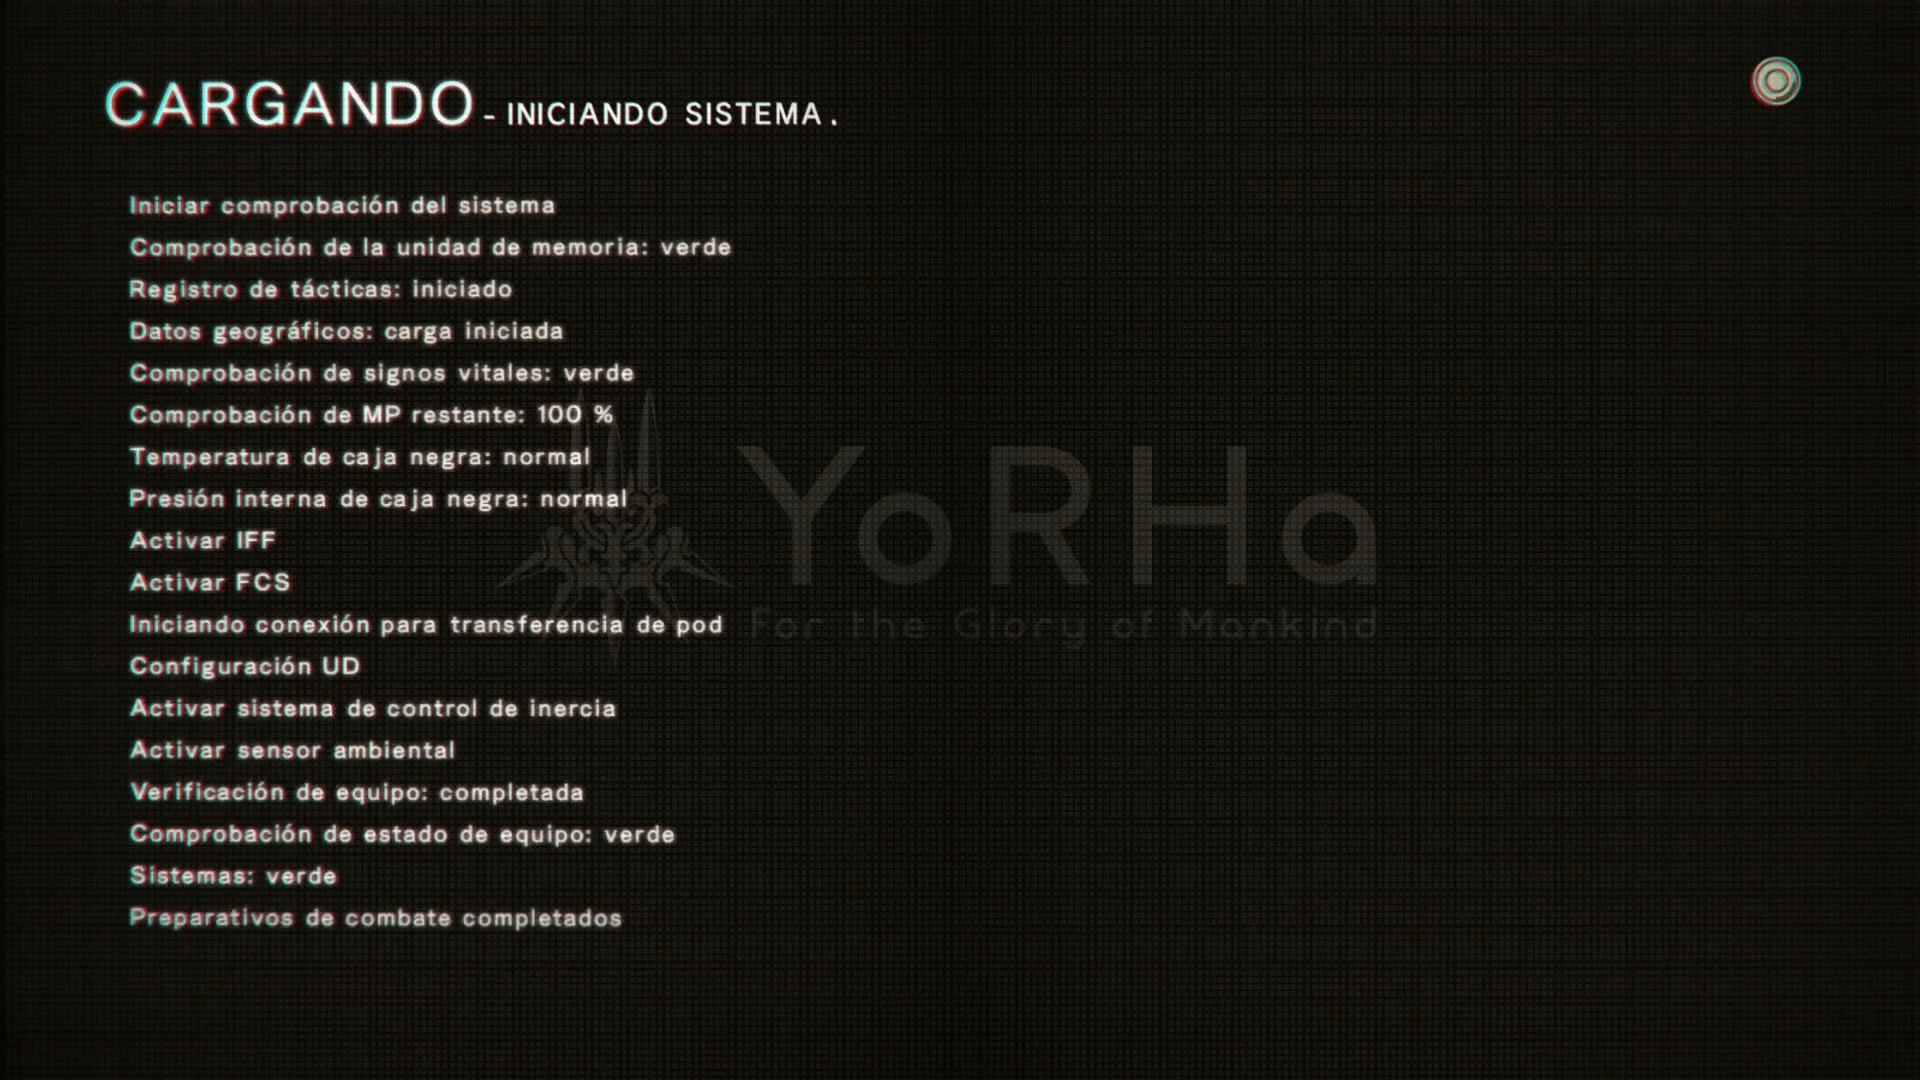 CARGANDO - INICIANDO SISTEMA.
Iniciar comprobación del sistema
Comprobación de la unidad de memoria: verde
Registro de tácticas: iniciado
Datos geográficos: carga iniciada
Comprobación de signos vitales: verde
Comprobación de MP restante: 100 %
Temperatura de caja negra: normal
Presión interna de caja negra: normal
Activar IFF
Activar FCS
Iniciando conexión para transferencia de pod
Configuración UD
Activar sistema de control de inercia
Activar sensor ambiental
Verificación de equipo: completada
Comprobación de estado de equipo: verde
Sistemas: verde
Preparativos de combate completados
YoRHa
For the Glory of Mankind